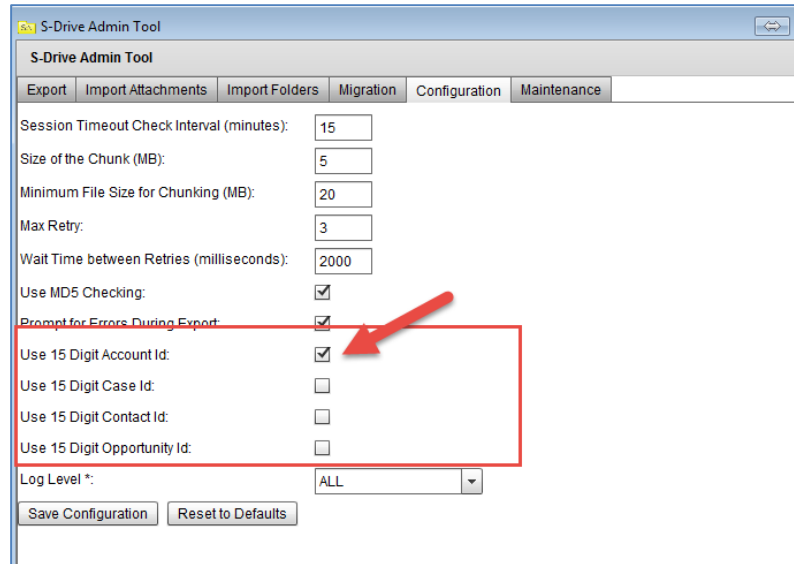 S-Drive Admin Tool
S-Drive Admin Tool
Export Import Attachments Import Folders Migration Configuration Maintenance
Session Timeout Check Interval (minutes): 15
Size of the Chunk (MB): 5
Minimum File Size for Chunking (MB): 20
Max Retry: 3
Wait Time between Retries (milliseconds): 2000
Use MD5 Checking:
Prompt for Errors During Export:
Use 15 Digit Account Id:
Use 15 Digit Case Id:
Use 15 Digit Contact Id:
Use 15 Digit Opportunity Id:
Log Level *: ALL
Save Configuration Reset to Defaults